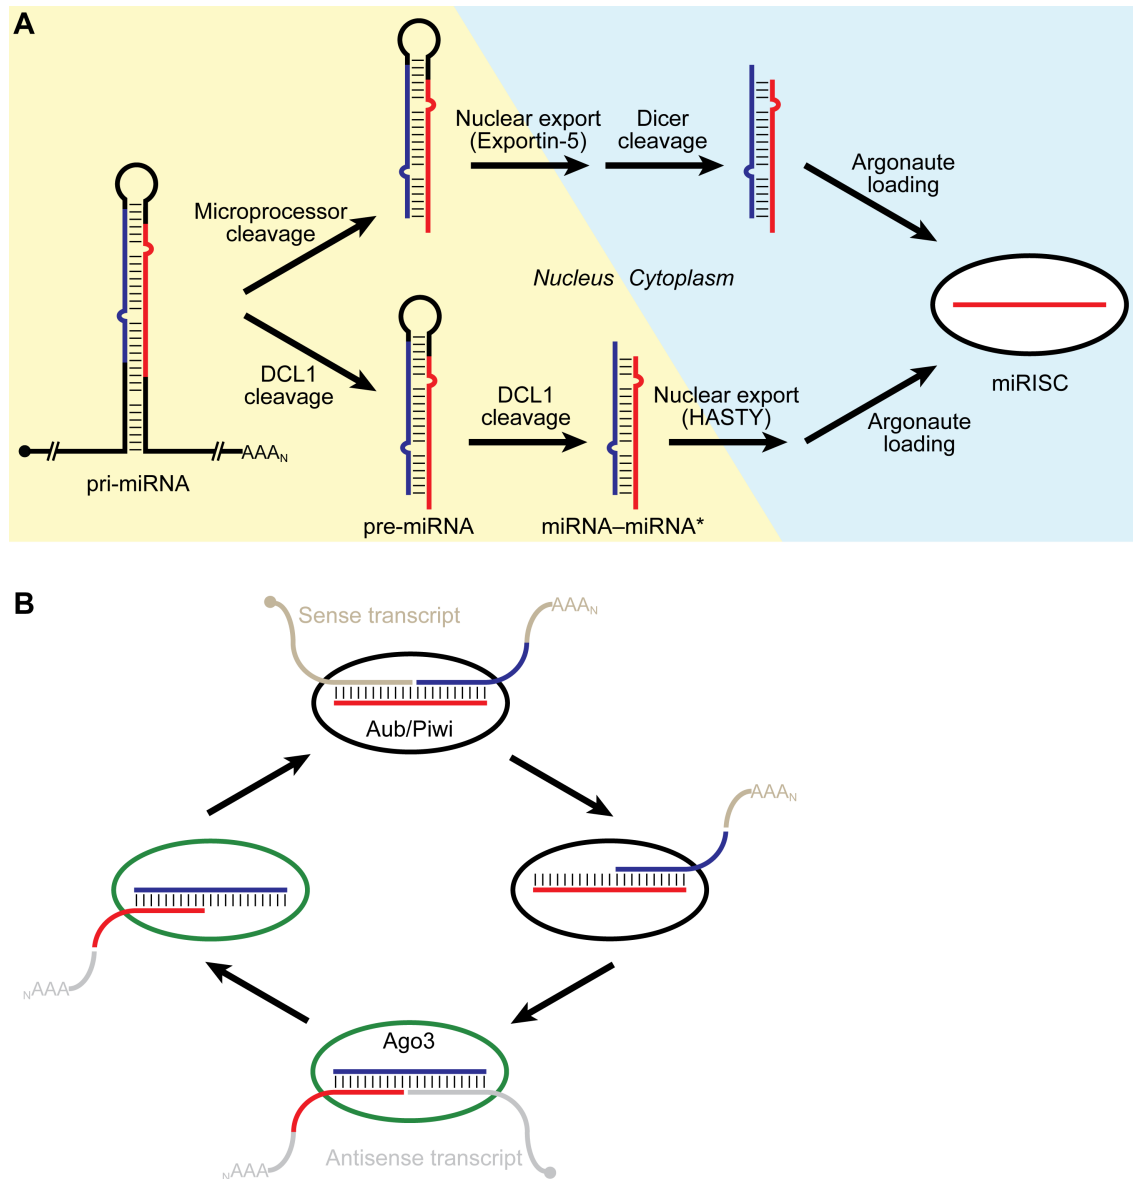 A
Nuclear export
(Exportin-5)
Dicer
cleavage
Argonaute
loading
Microprocessor
cleavage
Nucleus Cytoplasm
DCL1
cleavage
DCL1
cleavage
Nuclear export
(HASTY)
miRISC
Argonaute
loading
AAAN
pri-miRNA
pre-miRNA
miRNA–miRNA*
B
Sense transcript
AAAN
Aub/Piwi
AAAN
NAAA
Ago3
Antisense transcript
NAAA